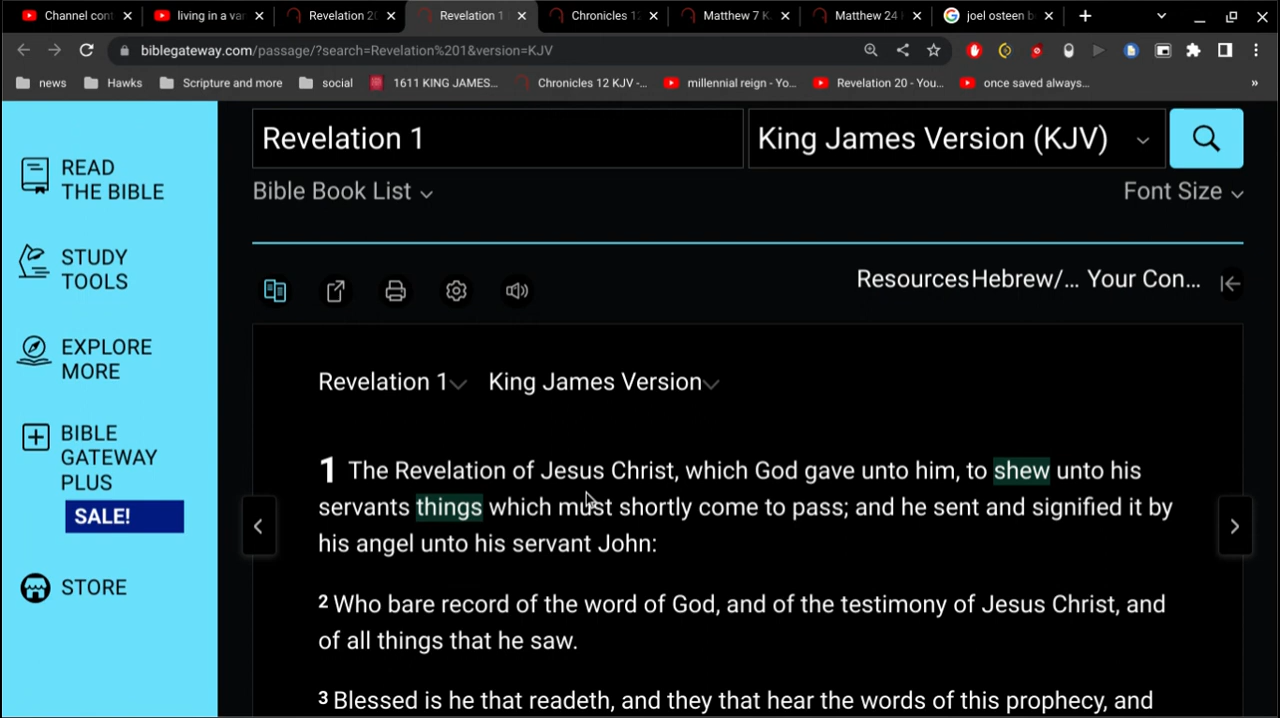 Channel cont
living in a var
Revelation 20
Revelation 1
Chronicles 12
Matthew 7 K
Matthew 24
joel osteen b
biblegateway.com/passage/?search=Revelation%201&version=KJV
news
Hawks
Scripture and more
social
1611 KING JAMES...
Chronicles 12 KJV -...
millennial reign - Yo...
Revelation 20 - You...
once saved always...
»
READ
THE BIBLE
STUDY
TOOLS
EXPLORE
MORE
BIBLE
GATEWAY
PLUS
SALE!
STORE
Revelation 1
King James Version (KJV)
Bible Book List
Font Size
Resources
Hebrew/...
Your Con...
Revelation 1
King James Version
1 The Revelation of Jesus Christ, which God gave unto him, to shew unto his
servants things which must shortly come to pass; and he sent and signified it by
his angel unto his servant John:
2 Who bare record of the word of God, and of the testimony of Jesus Christ, and
of all things that he saw.
3 Blessed is he that readeth, and they that hear the words of this prophecy, and